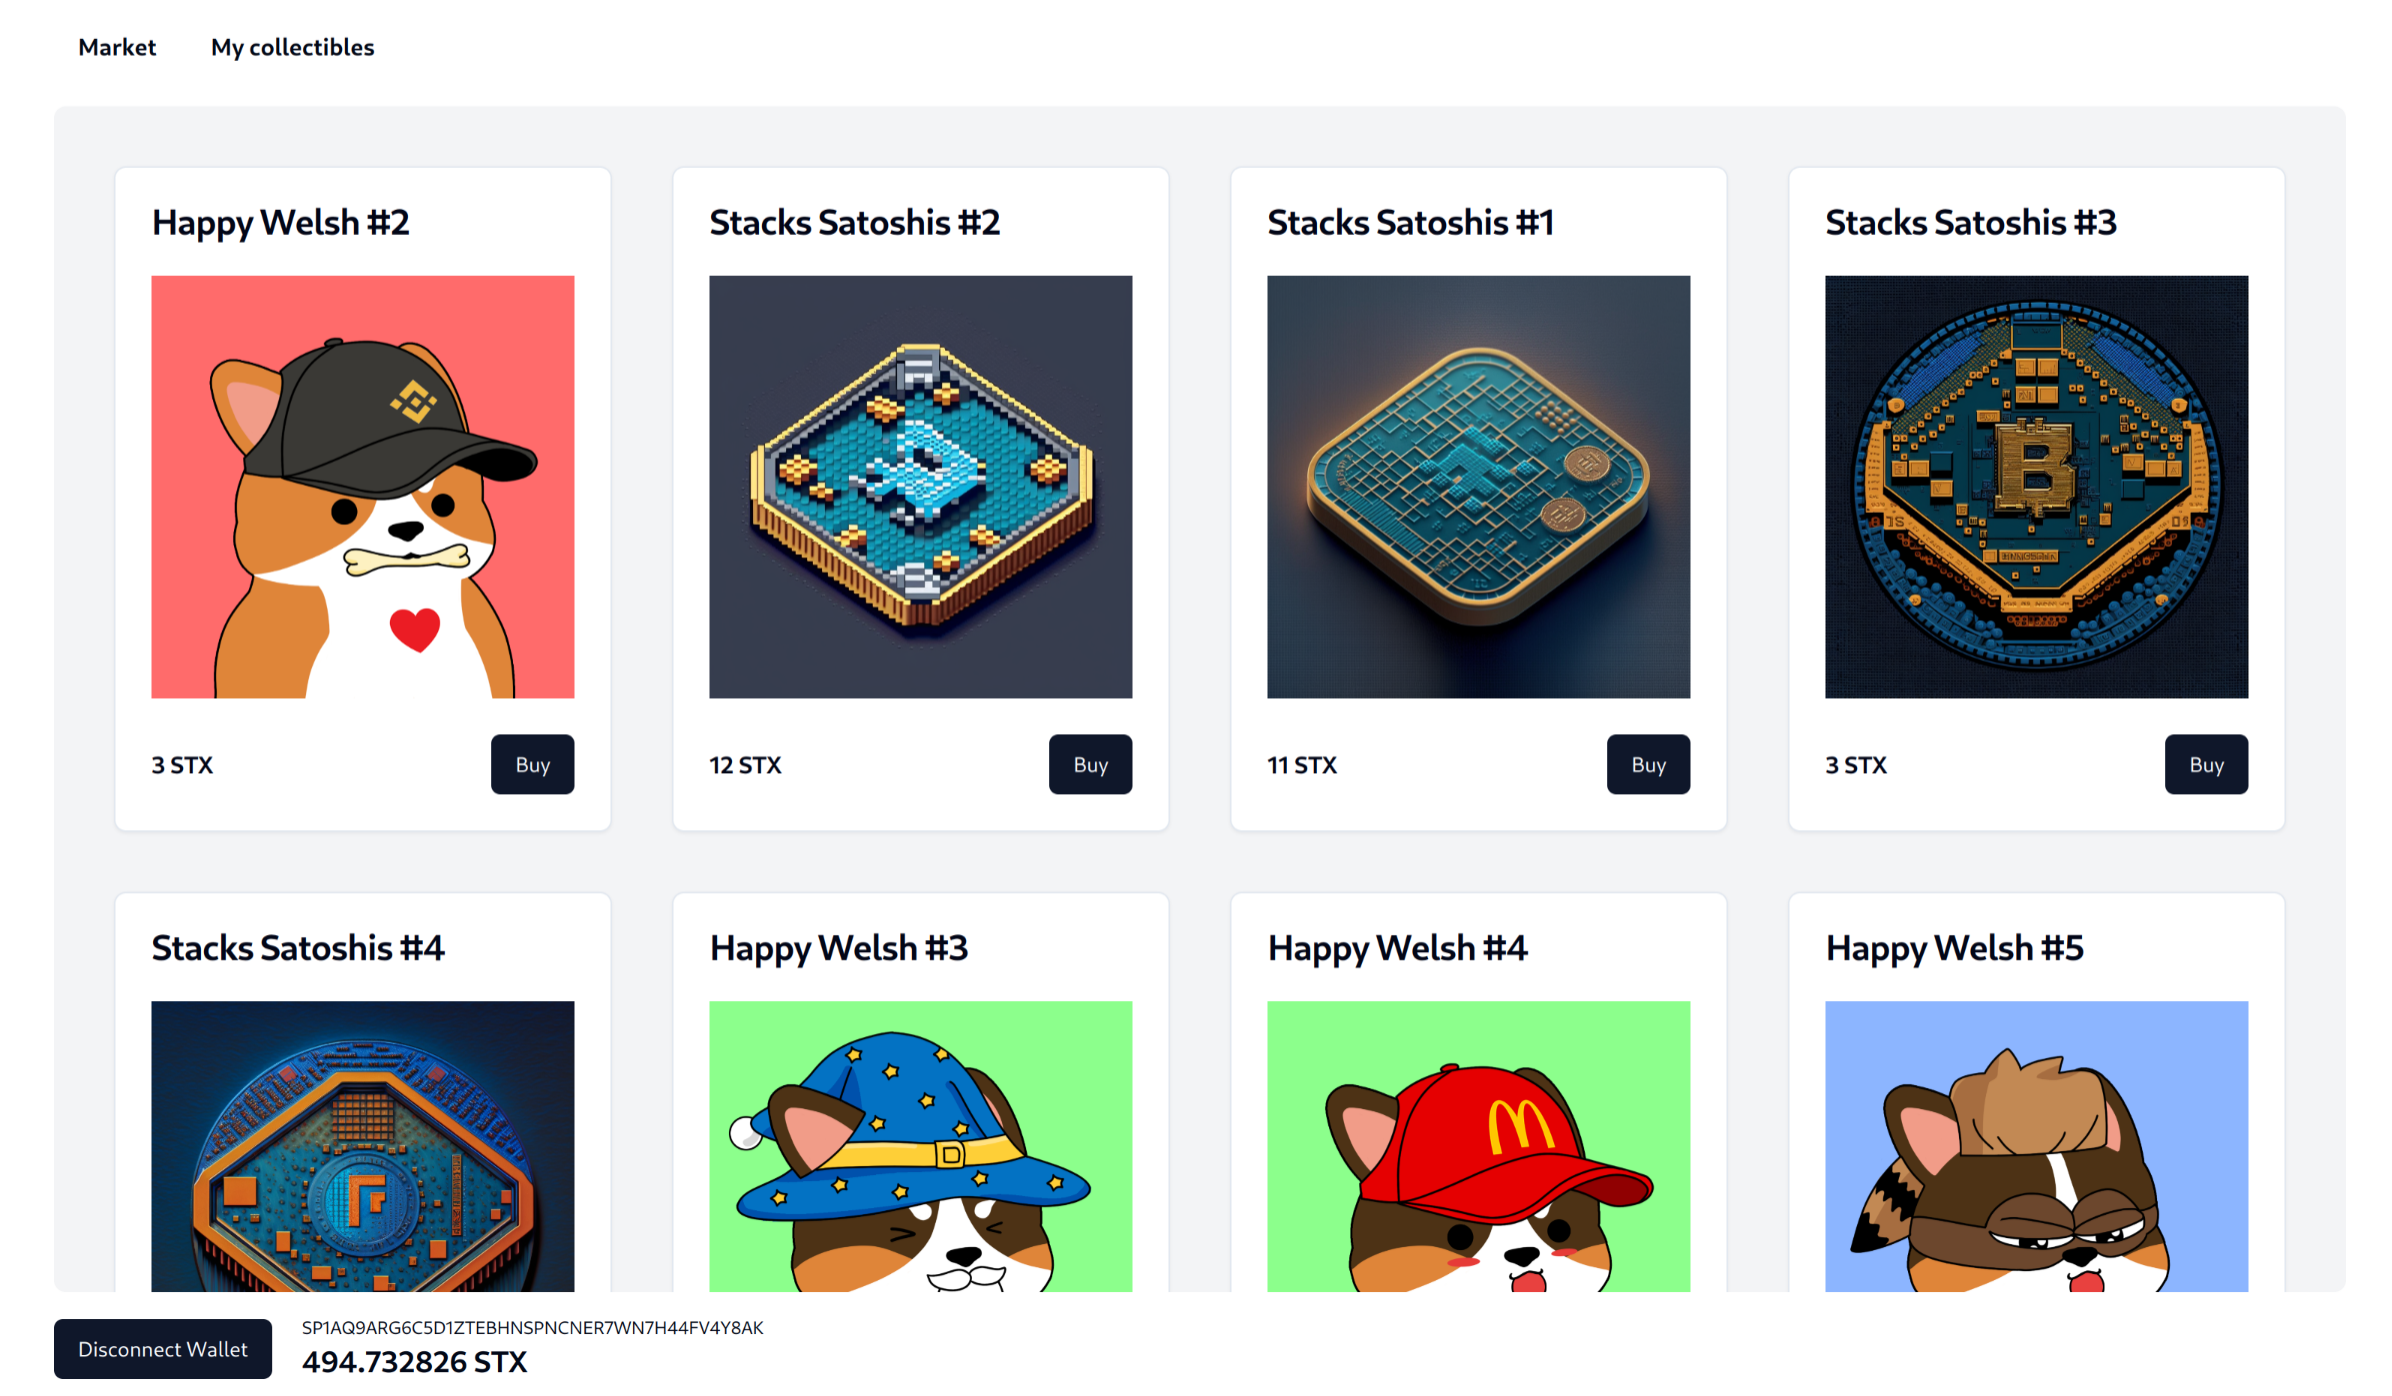 Market
My collectibles
Happy Welsh #2
Stacks Satoshis #2
Stacks Satoshis #1
Stacks Satoshis #3
3 STX
Buy
12 STX
Buy
11 STX
Buy
3 STX
Buy
Stacks Satoshis #4
Happy Welsh #3
Happy Welsh #4
Happy Welsh #5
Disconnect Wallet
SP1AQ9ARG6C5D1ZTEBHNSPNCNER7WN7H44FV4Y8AK
494.732826 STX